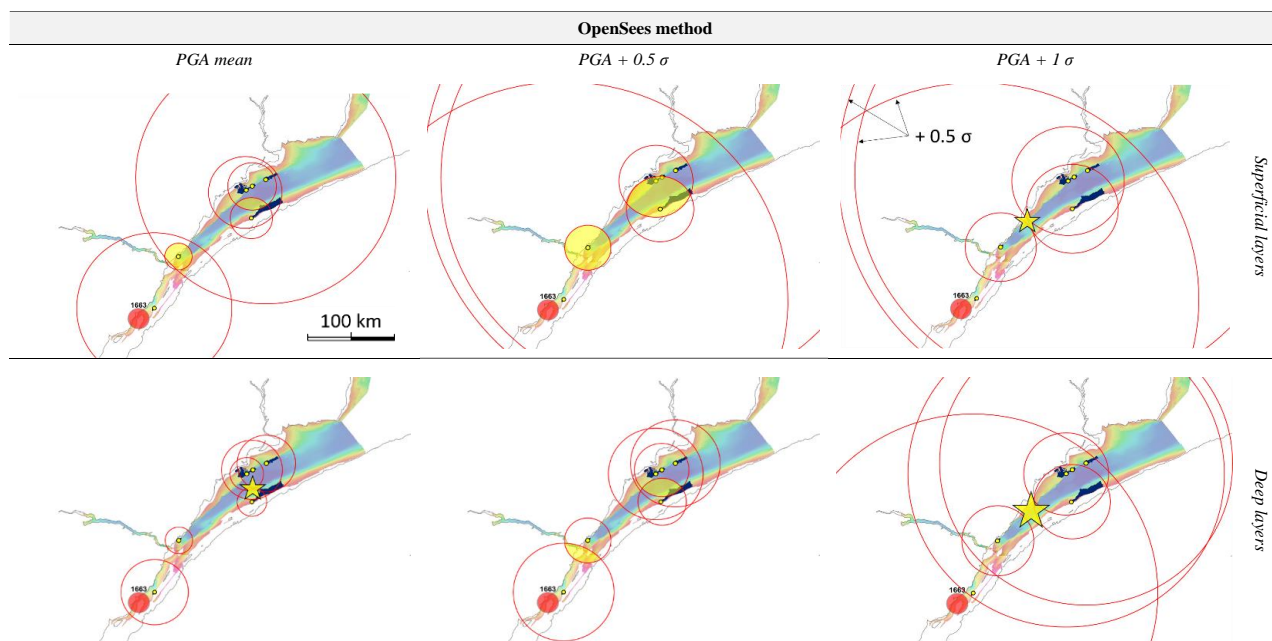 OpenSees method
PGA mean
PGA + 0.5 σ
PGA + 1 σ
+ 0.5 σ
1663
100 km
1663
1663
Superficial layers
1663
1663
1663
Deep layers